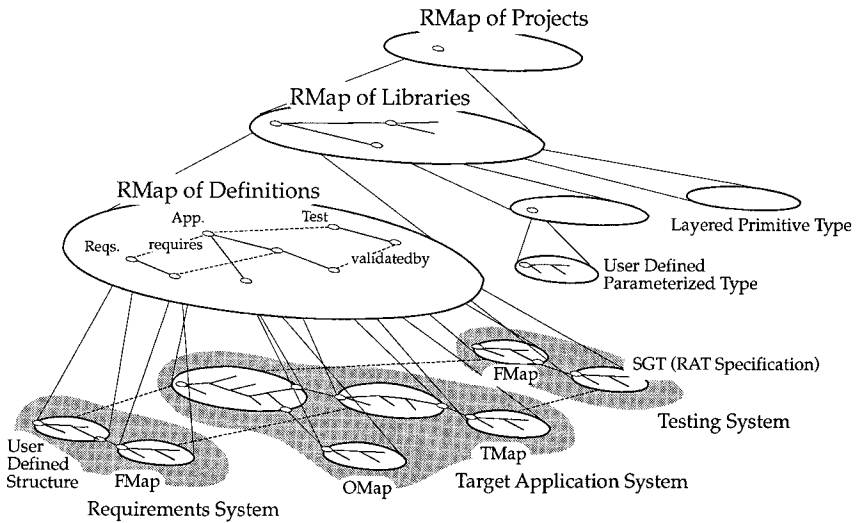 RMap of Projects
RMap of Libraries
RMap of Definitions
App.
Test
Reqs.
requires
validatedby
Layered Primitive Type
User Defined
Parameterized Type
FMap
SGT (RAT Specification)
Testing System
User
Defined
Structure
FMap
OMap
TMap
Target Application System
Requirements System